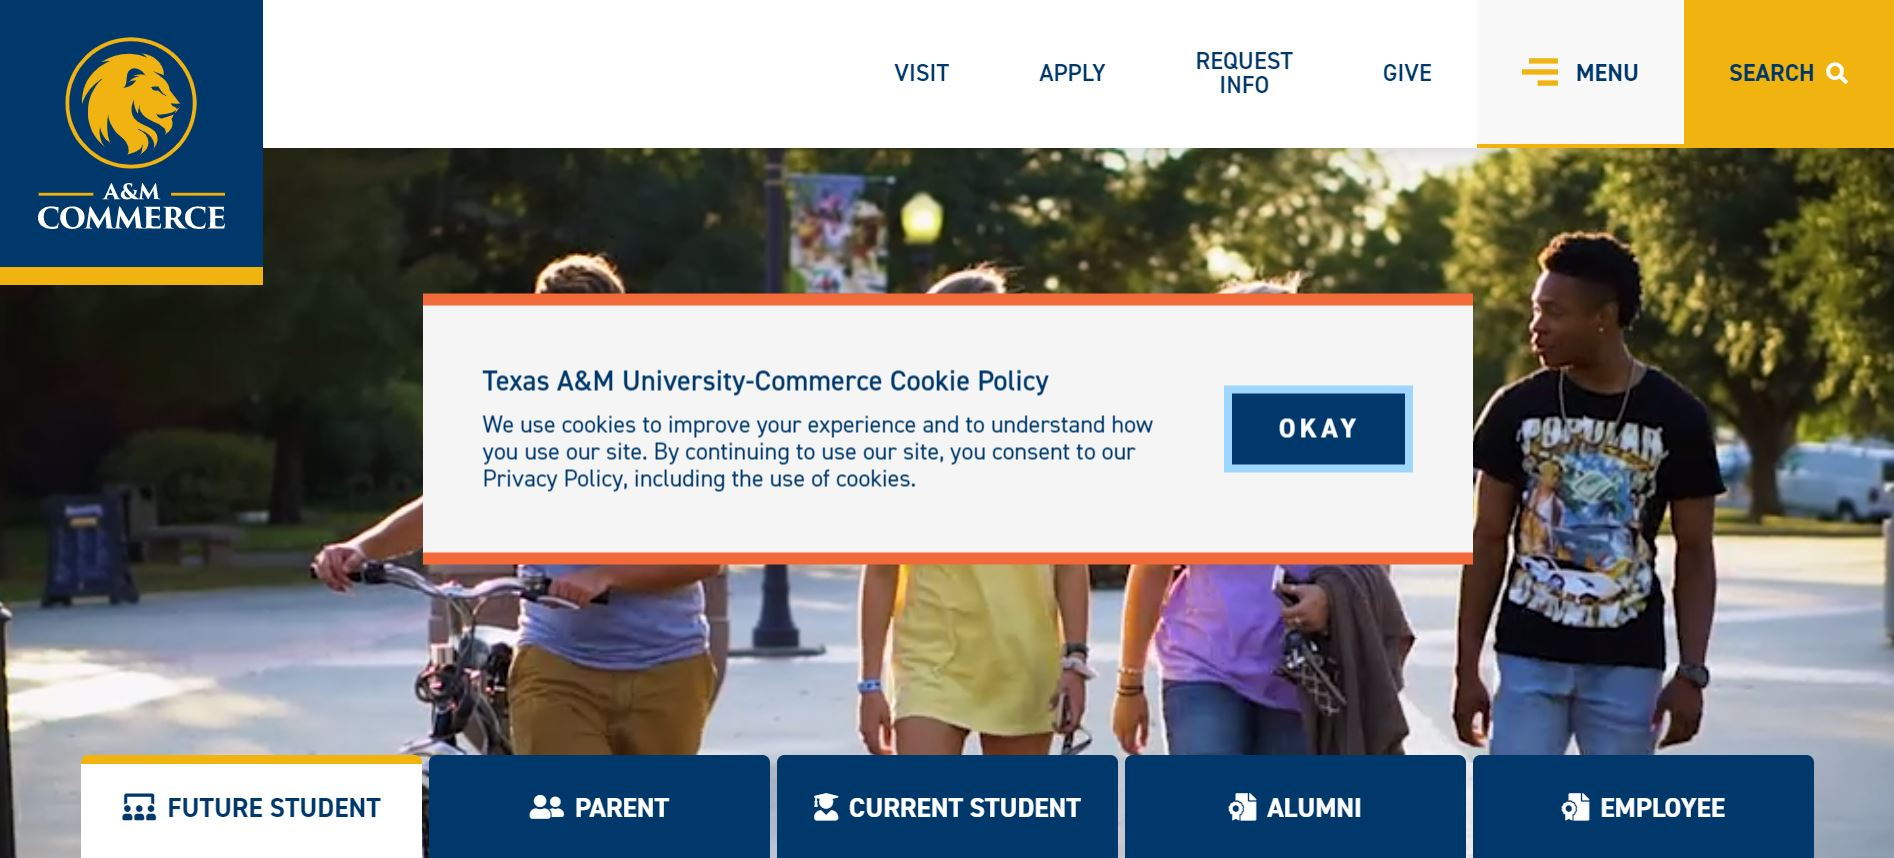 A&M
COMMERCE
VISIT
APPLY
REQUEST
INFO
GIVE
MENU
SEARCH
Texas A&M University-Commerce Cookie Policy
We use cookies to improve your experience and to understand how
you use our site. By continuing to use our site, you consent to our
Privacy Policy, including the use of cookies.
OKAY
POPULAR
FUTURE STUDENT
PARENT
CURRENT STUDENT
ALUMNI
EMPLOYEE